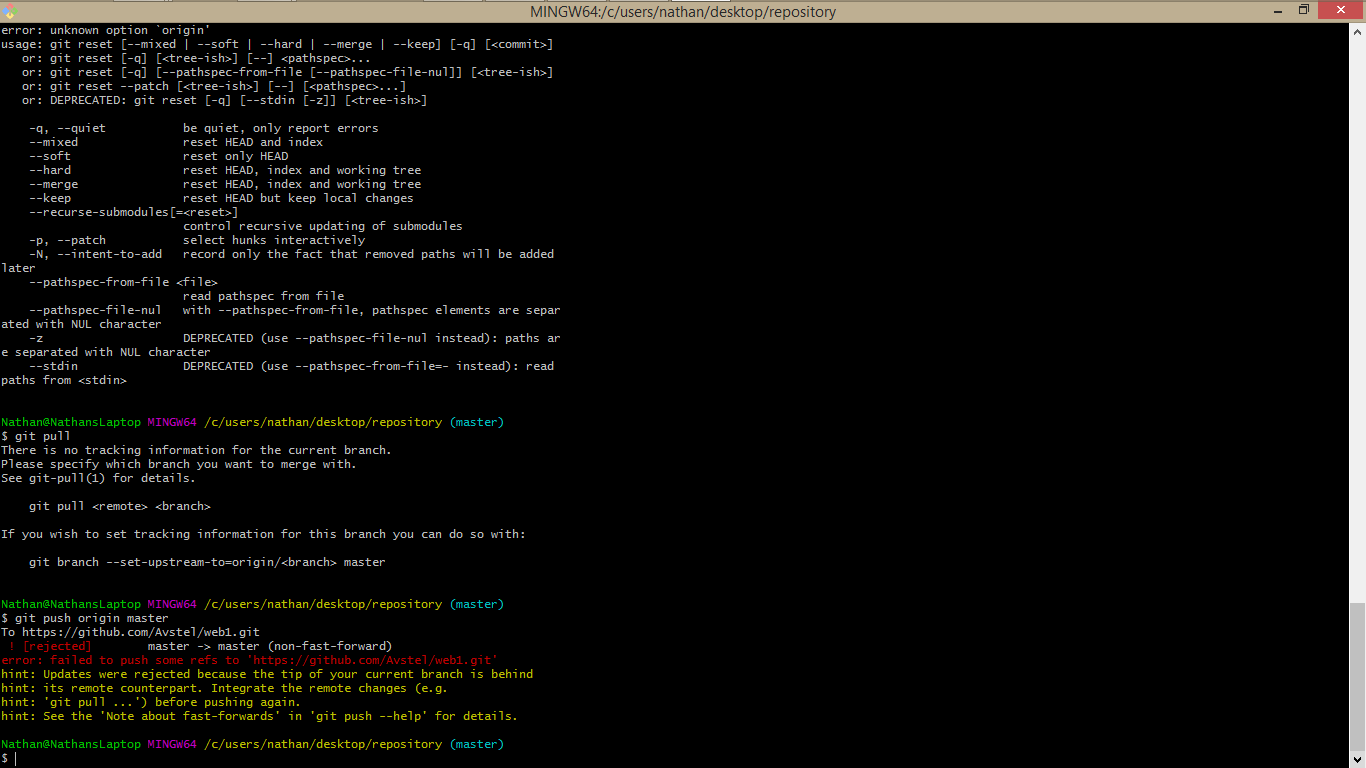 MINGW64:/c/users/nathan/desktop/repository
error: unknown option `origin'
usage: git reset [--mixed | --soft | --hard | --merge | --keep] [-q] [<commit>]
   or: git reset [-q] [<tree-ish>] [--] <pathspec>...
   or: git reset [-q] [--pathspec-from-file [--pathspec-file-nul]] [<tree-ish>]
   or: git reset --patch [<tree-ish>] [--] [<pathspec>...]
   or: DEPRECATED: git reset [-q] [--stdin [-z]] [<tree-ish>]

    -q, --quiet           be quiet, only report errors
    --mixed               reset HEAD and index
    --soft                reset only HEAD
    --hard                reset HEAD, index and working tree
    --merge               reset HEAD, index and working tree
    --keep                reset HEAD but keep local changes
    --recurse-submodules[=<reset>]
                          control recursive updating of submodules
    -p, --patch           select hunks interactively
    -N, --intent-to-add   record only the fact that removed paths will be added
later
    --pathspec-from-file <file>
                          read pathspec from file
    --pathspec-file-nul   with --pathspec-from-file, pathspec elements are separ
ated with NUL character
    -z                    DEPRECATED (use --pathspec-file-nul instead): paths ar
e separated with NUL character
    --stdin               DEPRECATED (use --pathspec-from-file=- instead): read
paths from <stdin>

Nathan@NathansLaptop MINGW64 /c/users/nathan/desktop/repository (master)
$ git pull
There is no tracking information for the current branch.
Please specify which branch you want to merge with.
See git-pull(1) for details.

    git pull <remote> <branch>

If you wish to set tracking information for this branch you can do so with:

    git branch --set-upstream-to=origin/<branch> master

Nathan@NathansLaptop MINGW64 /c/users/nathan/desktop/repository (master)
$ git push origin master
To https://github.com/Avstel/web1.git
 ! [rejected]        master -> master (non-fast-forward)
error: failed to push some refs to 'https://github.com/Avstel/web1.git'
hint: Updates were rejected because the tip of your current branch is behind
hint: its remote counterpart. Integrate the remote changes (e.g.
hint: 'git pull ...') before pushing again.
hint: See the 'Note about fast-forwards' in 'git push --help' for details.

Nathan@NathansLaptop MINGW64 /c/users/nathan/desktop/repository (master)
$